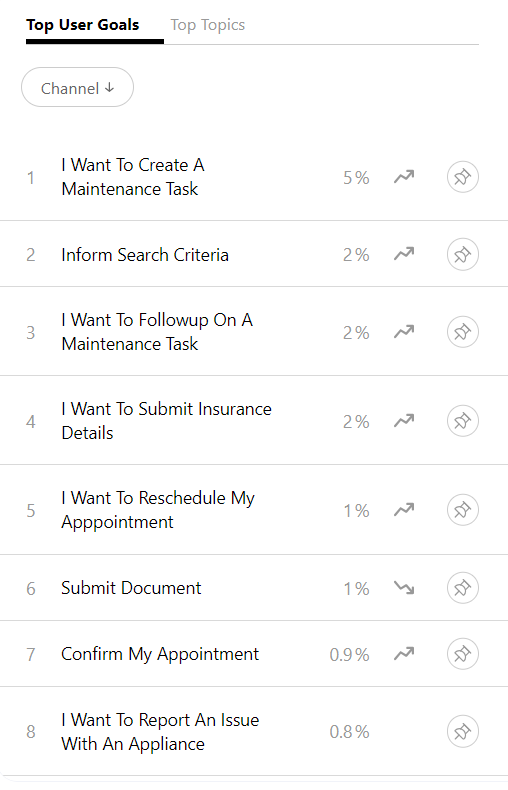 Top User Goals Top Topics
Channel ↓
1 I Want To Create A
Maintenance Task 5%
2 Inform Search Criteria 2%
3 I Want To Followup On A
Maintenance Task 2%
4 I Want To Submit Insurance
Details 2%
5 I Want To Reschedule My
Apppointment 1%
6 Submit Document 1%
7 Confirm My Appointment 0.9%
8 I Want To Report An Issue
With An Appliance 0.8%